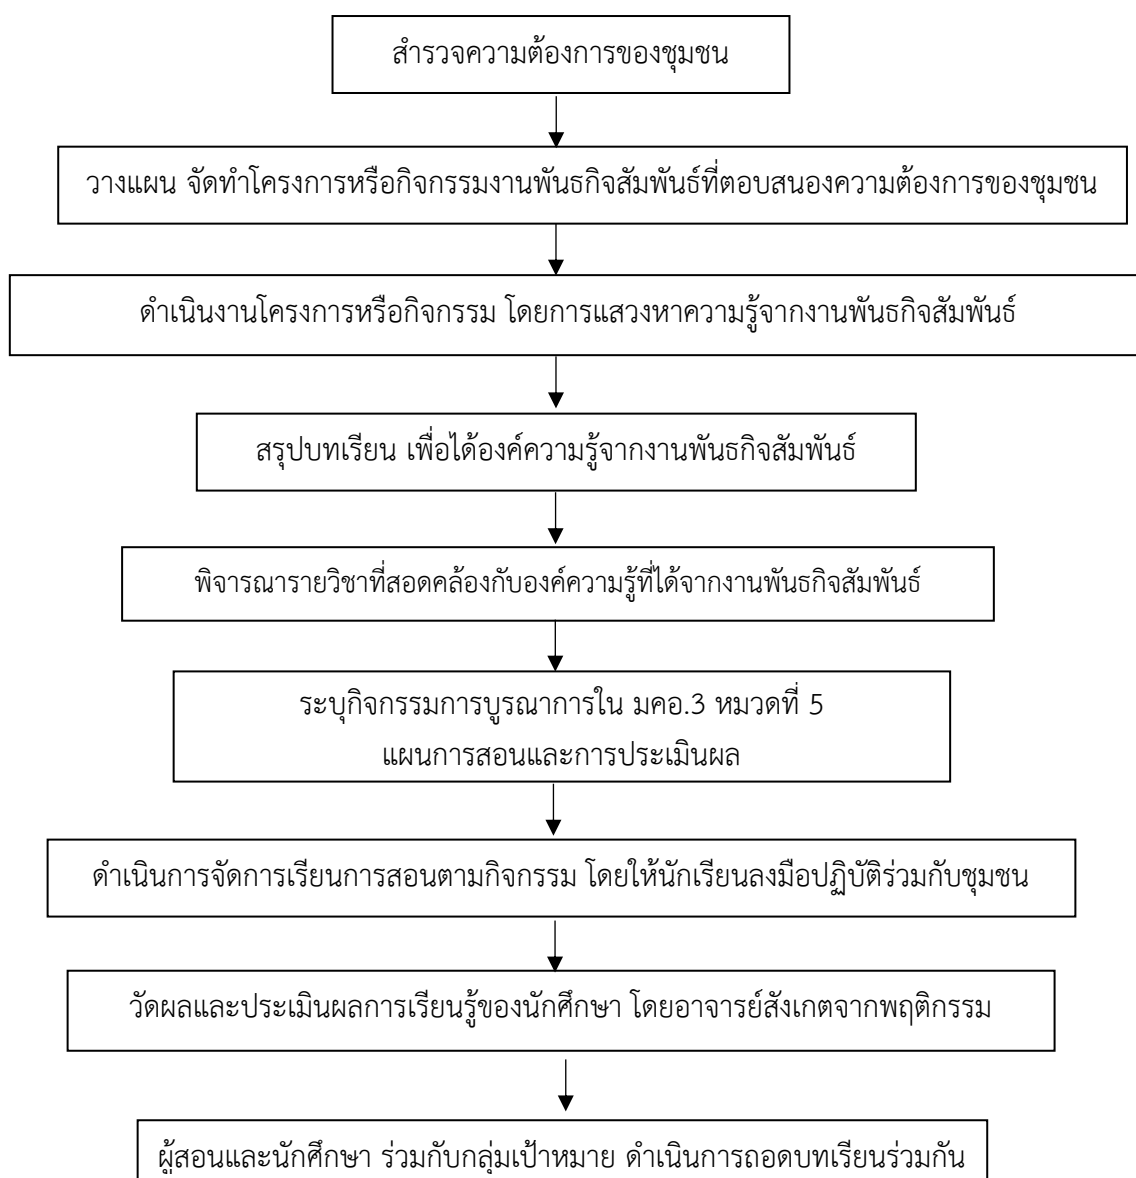 สำรวจความต้องการของชุมชน
วางแผน จัดทำโครงการหรือกิจกรรมงานพันธกิจสัมพันธ์ที่ตอบสนองความต้องการของชุมชน
ดำเนินงานโครงการหรือกิจกรรม โดยการแสวงหาความรู้จากงานพันธกิจสัมพันธ์
สรุปบทเรียน เพื่อได้องค์ความรู้จากงานพันธกิจสัมพันธ์
พิจารณารายวิชาที่สอดคล้องกับองค์ความรู้ที่ได้จากงานพันธกิจสัมพันธ์
ระบุกิจกรรมการบูรณาการใน มคอ.3 หมวดที่ 5
แผนการสอนและการประเมินผล
ดำเนินการจัดการเรียนการสอนตามกิจกรรม โดยให้นักเรียนลงมือปฏิบัติร่วมกับชุมชน
วัดผลและประเมินผลการเรียนรู้ของนักศึกษา โดยอาจารย์สังเกตจากพฤติกรรม
ผู้สอนและนักศึกษา ร่วมกับกลุ่มเป้าหมาย ดำเนินการถอดบทเรียนร่วมกัน